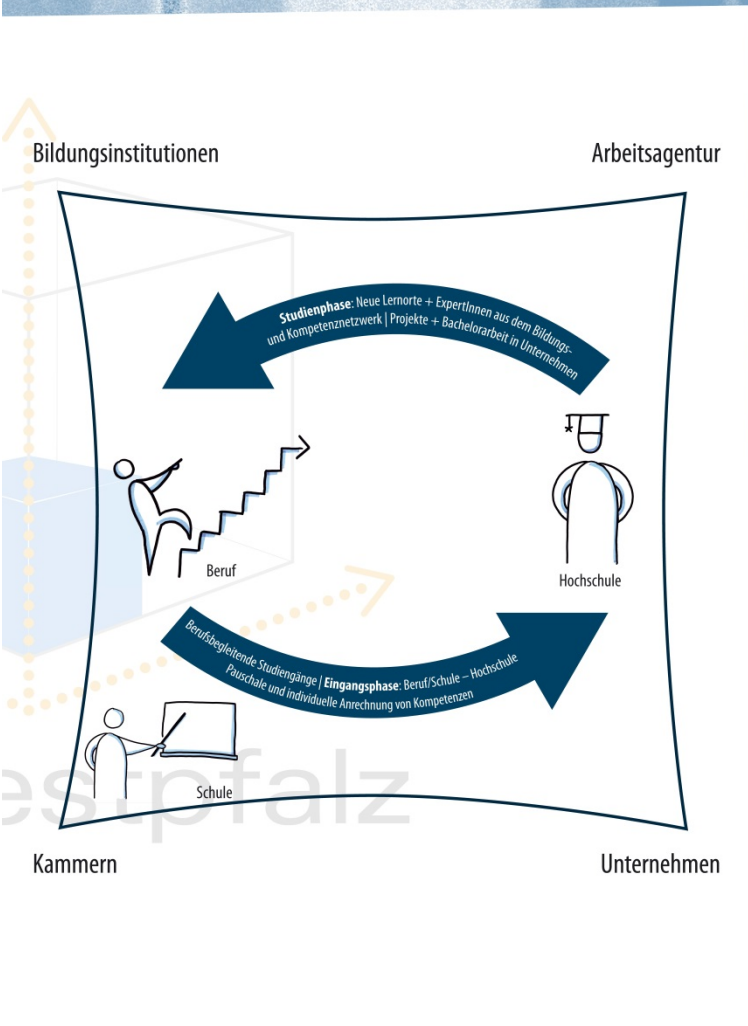 Bildungsinstitutionen
Arbeitsagentur
Studienphase: Neue Lernorte + ExpertInnen aus dem Bildungs-
und Kompetenznetzwerk | Projekte + Bachelorarbeit in Unternehmen
Beruf
Hochschule
Berufsbegleitende Studiengänge | Eingangsphase: Beruf/Schule – Hochschule
Pauschale und individuelle Anrechnung von Kompetenzen
Schule
estpfalz
Kammern
Unternehmen